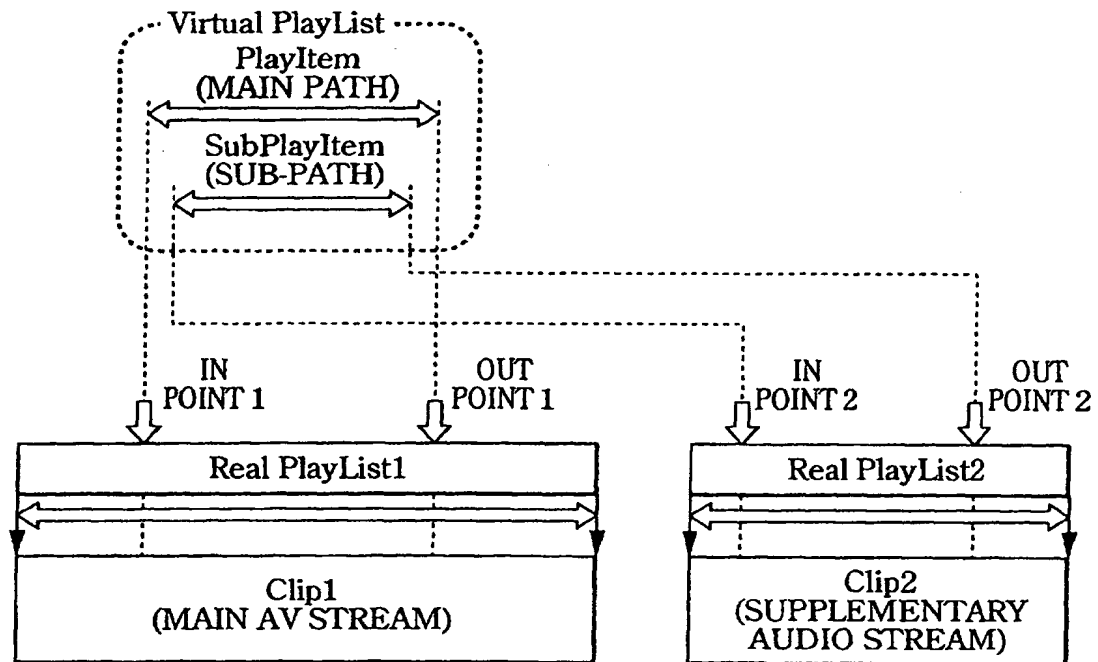 Virtual PlayList
PlayItem
(MAIN PATH)
SubPlayItem
(SUB-PATH)
IN
POINT 1
OUT
POINT 1
IN
POINT 2
OUT
POINT 2
Real PlayList1
Real PlayList2
Clip1
(MAIN AV STREAM)
Clip2
(SUPPLEMENTARY
AUDIO STREAM)